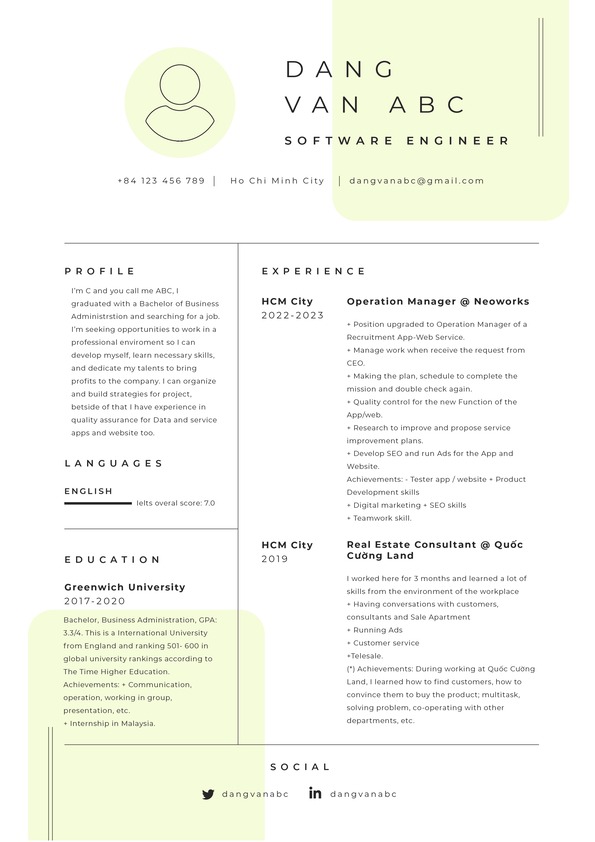 DANG
VAN ABC
SOFTWARE ENGINEER
+84 123 456 789 | Ho Chi Minh City | dangvanabc@gmail.com
PROFILE
I'm C and you call me ABC, I
graduated with a Bachelor of Business
Administrstion and searching for a job.
I'm seeking opportunities to work in a
professional enviroment so I can
develop myself, learn necessary skills,
and dedicate my talents to bring
profits to the company. I can organize
and build strategies for project,
betside of that I have experience in
quality assurance for Data and service
apps and website too.
LANGUAGES
ENGLISH
Ielts overal score: 7.0
EDUCATION
Greenwich University
2017-2020
Bachelor, Business Administration, GPA:
3.3/4. This is a International University
from England and ranking 501- 600 in
global university rankings according to
The Time Higher Education.
Achievements: + Communication,
operation, working in group,
presentation, etc.
+ Internship in Malaysia.
EXPERIENCE
HCM City
2022-2023
Operation Manager @ Neoworks
+ Position upgraded to Operation Manager of a
Recruitment App-Web Service.
+ Manage work when receive the request from
CEO.
+ Making the plan, schedule to complete the
mission and double check again.
+ Quality control for the new Function of the
App/web.
+ Research to improve and propose service
improvement plans.
+ Develop SEO and run Ads for the App and
Website.
Achievements: - Tester app / website + Product
Development skills
+ Digital marketing + SEO skills
+ Teamwork skill.
HCM City
2019
Real Estate Consultant @ Quốc
Cường Land
I worked here for 3 months and learned a lot of
skills from the environment of the workplace
+ Having conversations with customers,
consultants and Sale Apartment
+ Running Ads
+ Customer service
+Telesale.
(*) Achievements: During working at Quốc Cường
Land, I learned how to find customers, how to
convince them to buy the product; multitask,
solving problem, co-operating with other
departments, etc.
SOCIAL
dangvanabc
dangvanabc